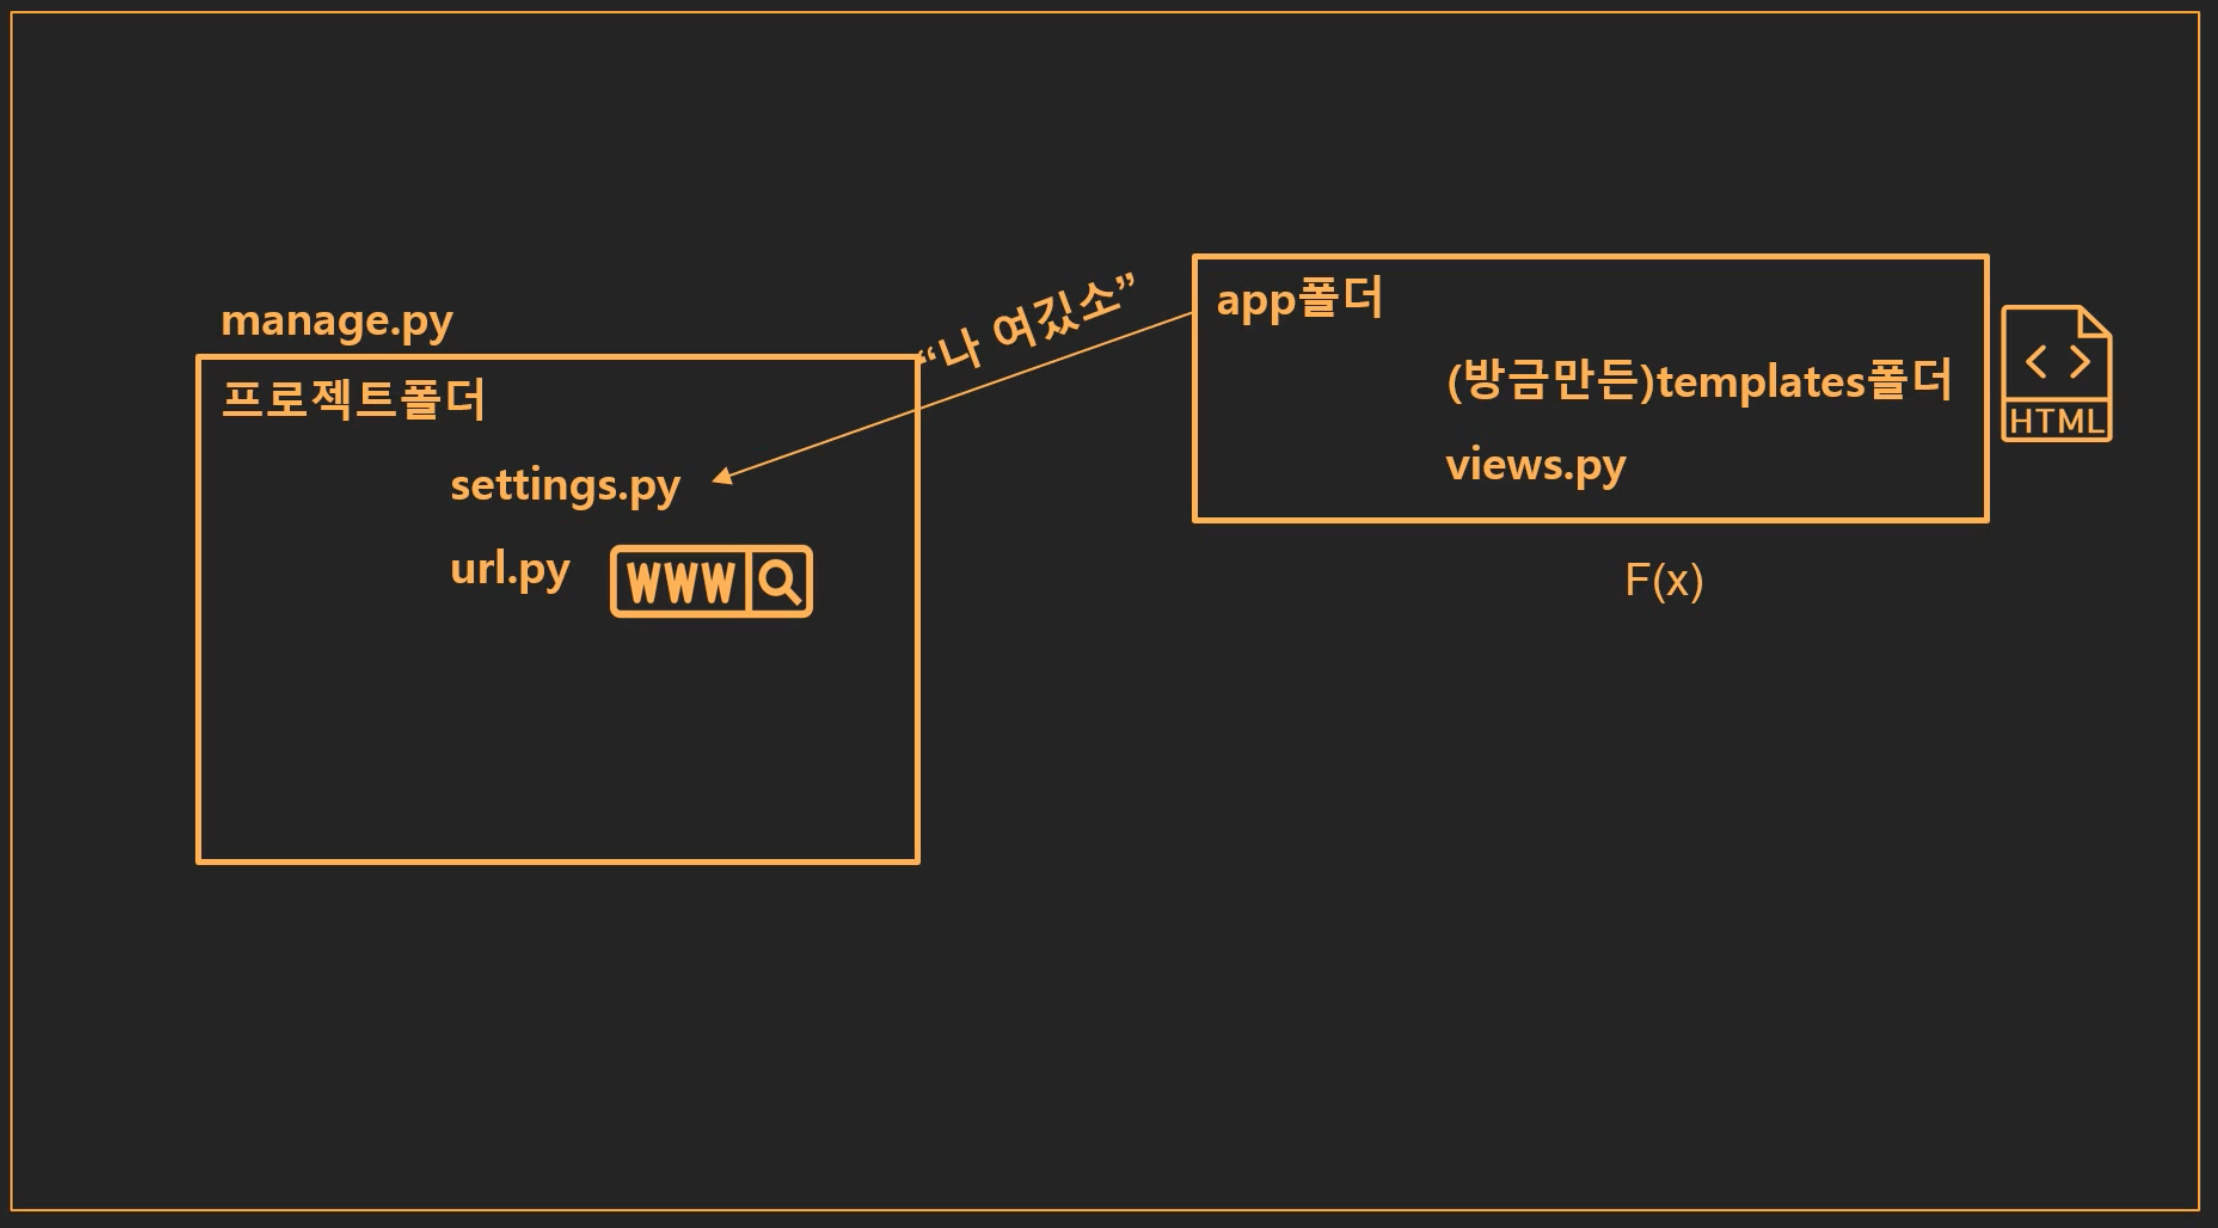 manage.py
프로젝트폴더
settings.py
url.py
WWW
“나 여깄소”
app폴더
(방금만든)templates폴더
views.py
HTML
F(x)